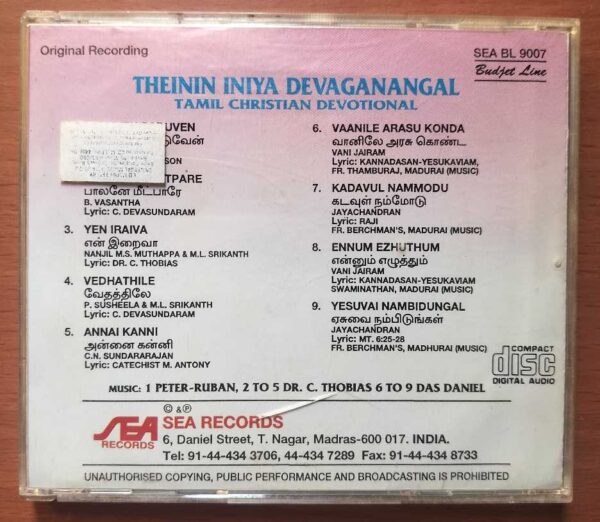 Original Recording
SEA BL 9007
Budjet Line
THEININ INIYA DEVAGANANGAL
TAMIL CHRISTIAN DEVOTIONAL
பாலனே மீட்பாரே
B. VASANTHA
Lyric: C. DEVASUNDARAM
3. YEN IRAIVA
என் இறைவா
NANJIL M.S. MUTHAPPA & M.L. SRIKANTH
Lyric: DR. C. THOBIAS
4. VEDHATHILE
வேதத்திலே
P. SUSHEELA & M.L. SRIKANTH
Lyric: C. DEVASUNDARAM
5. ANNAI KANNI
அன்னை கன்னி
C.N. SUNDARARAJAN
Lyric: CATECHIST M. ANTONY
6. VAANILE ARASU KONDA
வானிலே அரசு கொண்ட
VANI JAIRAM
Lyric: KANNADASAN-YESUKAVIAM,
FR. THAMBURAJ, MADURAI (MUSIC)
7. KADAVUL NAMMODU
கடவுள் நம்மோடு
JAYACHANDRAN
Lyric: RAJI
FR. BERCHMAN'S, MADURAI (MUSIC)
8. ENNUM EZHUTHUM
என்னும் எழுத்தும்
VANI JAIRAM
Lyric: KANNADASAN-YESUKAVIAM
SWAMINATHAN, MADURAI (MUSIC)
9. YESUVAI NAMBIDUNGAL
ஏசுவை நம்பிடுங்கள்
JAYACHANDRAN
Lyric: MT. 6:25-28
FR. BERCHMAN'S, MADHURAI (MUSIC)
COMPACT
disc
DIGITAL AUDIO
MUSIC: 1 PETER-RUBAN, 2 TO 5 DR. C. THOBIAS 6 TO 9 DAS DANIEL
© & ℗
SEA RECORDS
SEA RECORDS
6, Daniel Street, T. Nagar, Madras-600 017. INDIA.
Tel: 91-44-434 3706, 44-434 7289 Fax: 91-44-434 8733
UNAUTHORISED COPYING, PUBLIC PERFORMANCE AND BROADCASTING IS PROHIBITED